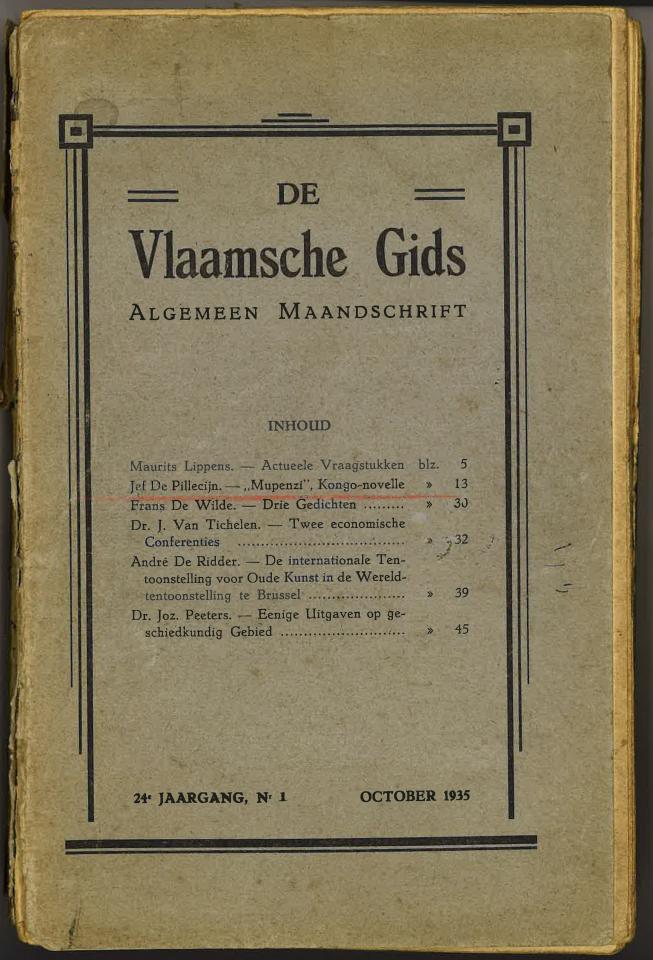 DE
Vlaamsche Gids
ALGEMEEN MAANDSCHRIFT
INHOUD
Maurits Lippens. — Actueele Vraagstukken blz. 5
Jef De Pillecijn. — „Mupenzi”, Kongo-novelle » 13
Frans De Wilde. — Drie Gedichten ......... » 30
Dr. J. Van Tichelen. — Twee economische
Conferenties .................................. » 32
André De Ridder. — De internationale Ten-
toonstelling voor Oude Kunst in de Wereld-
tentoonstelling te Brussel .................... » 39
Dr. Joz. Peeters. — Eenige Uitgaven op ge-
schiedkundig Gebied .......................... » 45
24e JAARGANG, Nr 1 OCTOBER 1935